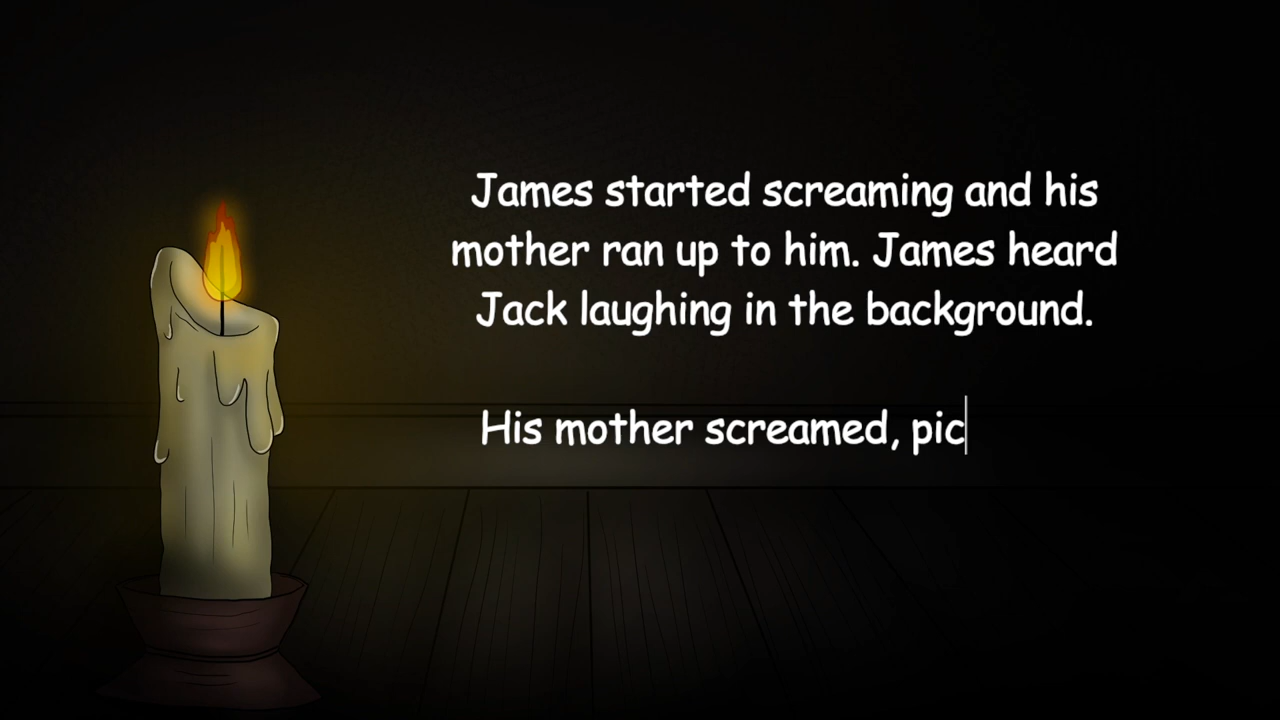 James started screaming and his
mother ran up to him. James heard
Jack laughing in the background.
His mother screamed, pic